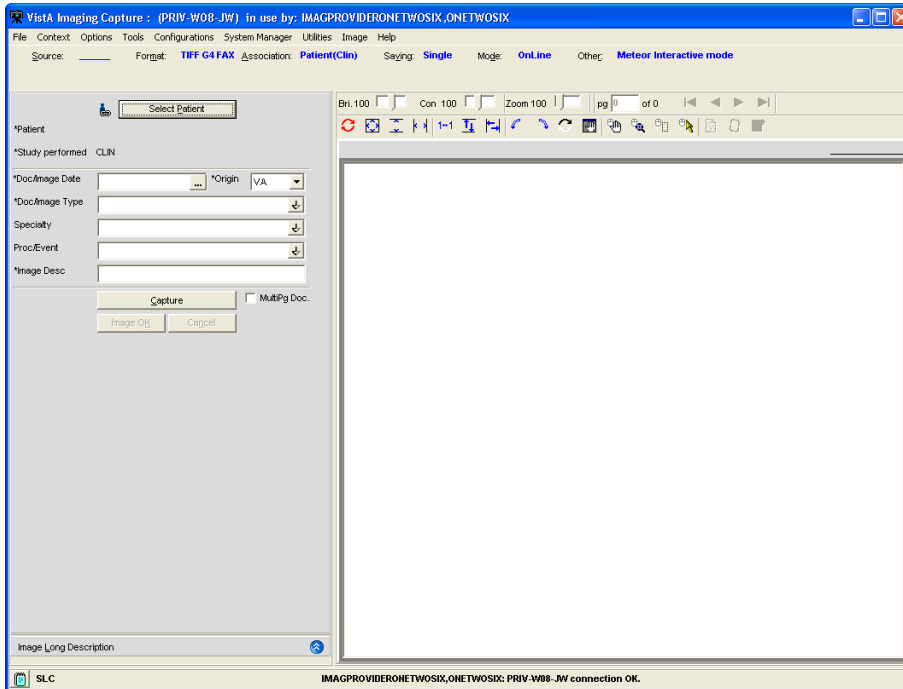 VistA Imaging Capture : (PRIV-W08-JW) in use by: IMAGPROVIDERONETWOSIX,ONETWOSIX
File Context Options Tools Configurations System Manager Utilities Image Help
Source: Format: TIFF G4 FAX Association: Patient(Clin) Saving: Single Mode: OnLine Other: Meteor Interactive mode
Select Patient
Bri. 100 Con 100 Zoom 100 pg 0 of 0
*Patient
1↔1
*Study performed CLIN
*Doc/Image Date ... *Origin VA
*Doc/Image Type
Specialty
Proc/Event
*Image Desc
Capture MultiPg Doc.
Image OK Cancel
Image Long Description
SLC IMAGPROVIDERONETWOSIX,ONETWOSIX: PRIV-W08-JW connection OK.